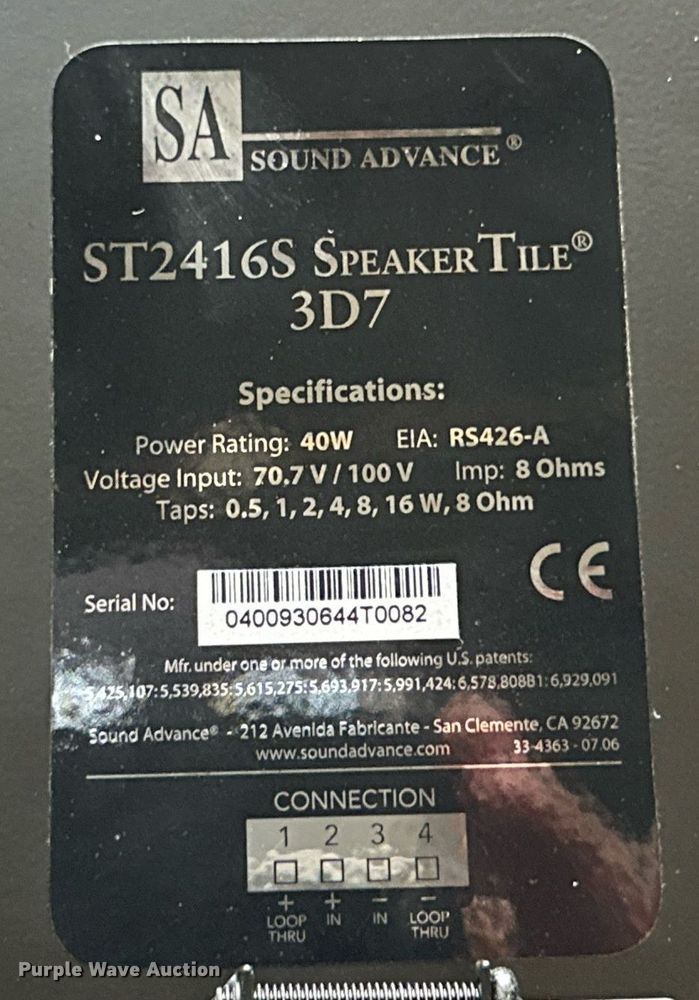 SA
SOUND ADVANCE®
ST2416S SPEAKER TILE®
3D7
Specifications:
Power Rating: 40W EIA: RS426-A
Voltage Input: 70.7 V / 100 V Imp: 8 Ohms
Taps: 0.5, 1, 2, 4, 8, 16 W, 8 Ohm
CE
Serial No:
0400930644T0082
Mfr. under one or more of the following U.S. patents:
5,425,107: 5,539,835: 5,615,275: 5,693,917: 5,991,424: 6,578,808B1: 6,929,091
Sound Advance® - 212 Avenida Fabricante - San Clemente, CA 92672
www.soundadvance.com 33-4363 - 07.06
CONNECTION
1 2 3 4
+ + - -
LOOP THRU IN IN LOOP THRU
Purple Wave Auction